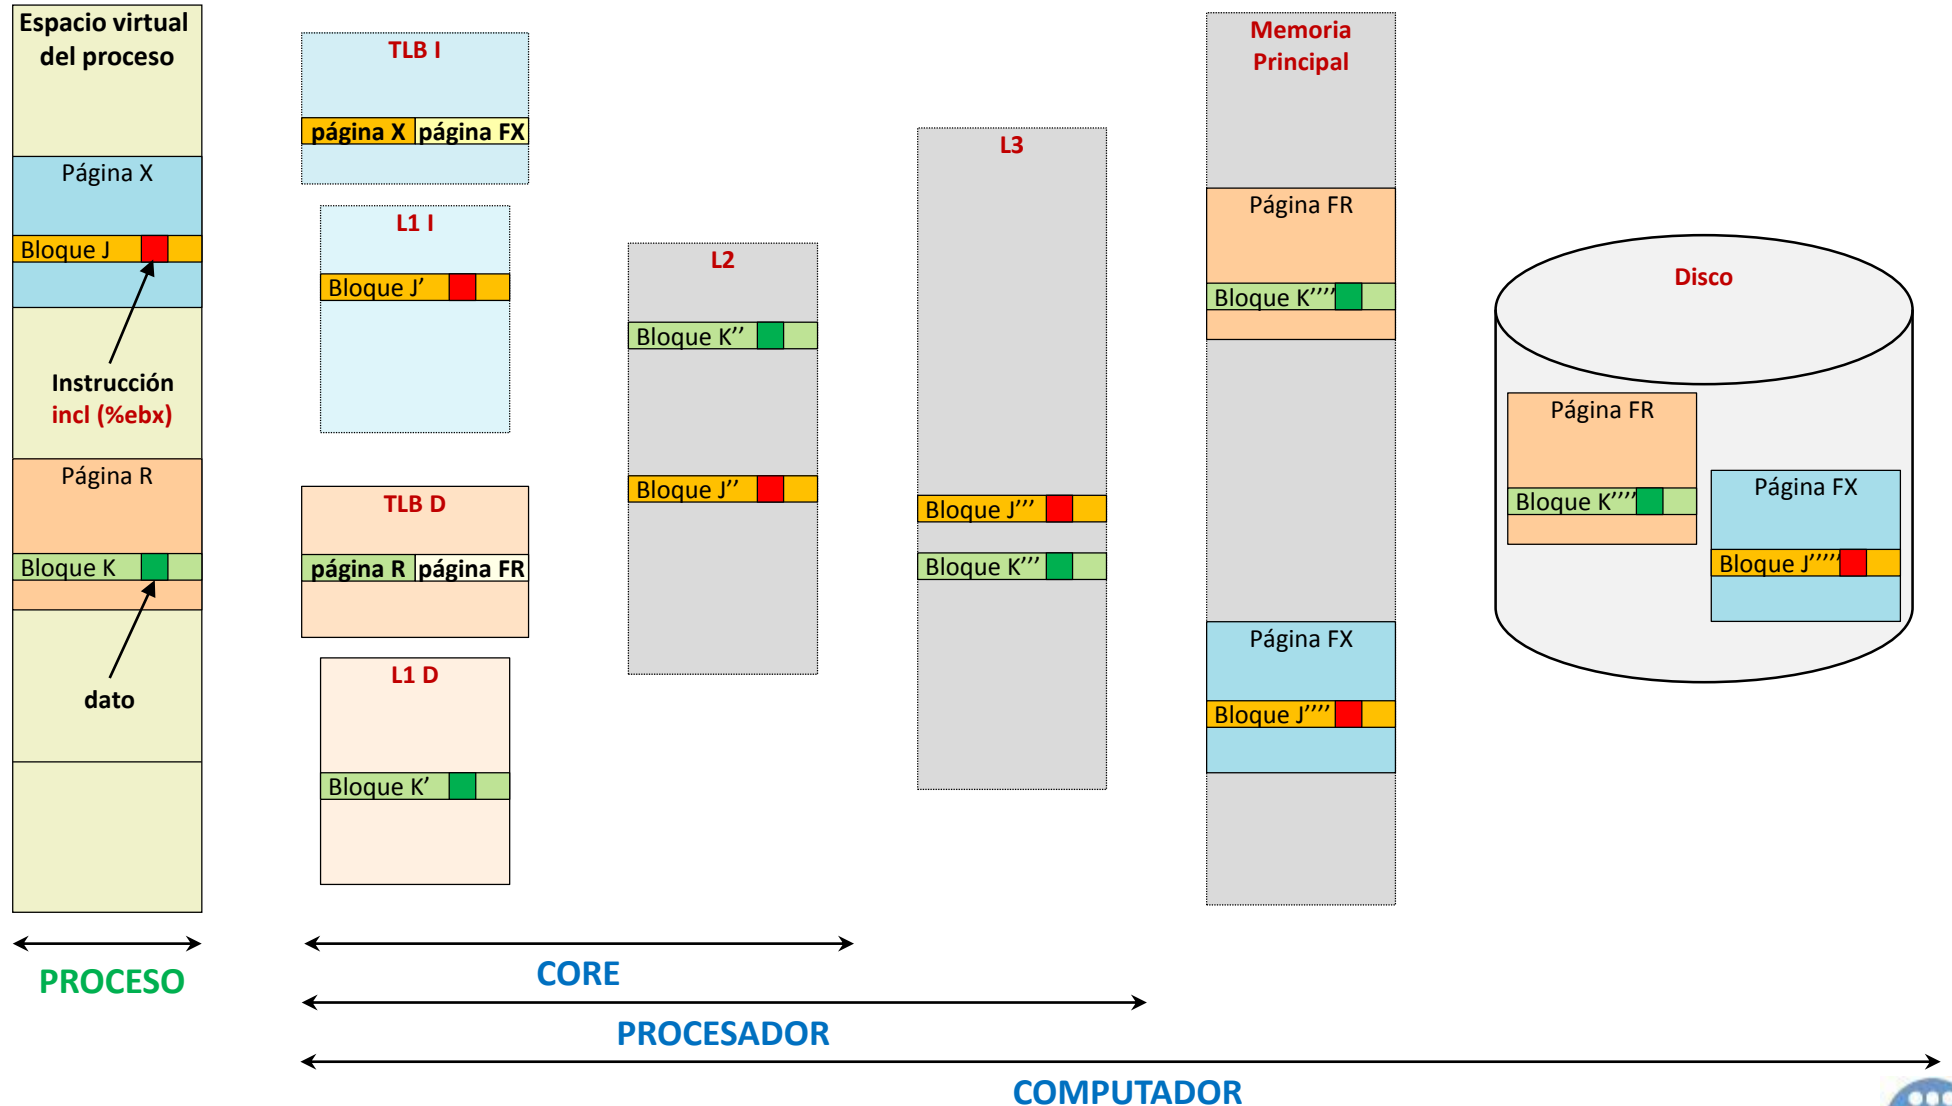 Espacio virtual
del proceso
Página X
Bloque J
Instrucción
incl (%ebx)
Página R
Bloque K
dato
TLB I
página X página FX
L1 I
Bloque J’
TLB D
página R página FR
L1 D
Bloque K’
L2
Bloque K’’
Bloque J’’
L3
Bloque J’’’
Bloque K’’’
Memoria
Principal
Página FR
Bloque K’’’’
Página FX
Bloque J’’’’
Disco
Página FR
Bloque K’’’’’
Página FX
Bloque J’’’’’
PROCESO
CORE
PROCESADOR
COMPUTADOR